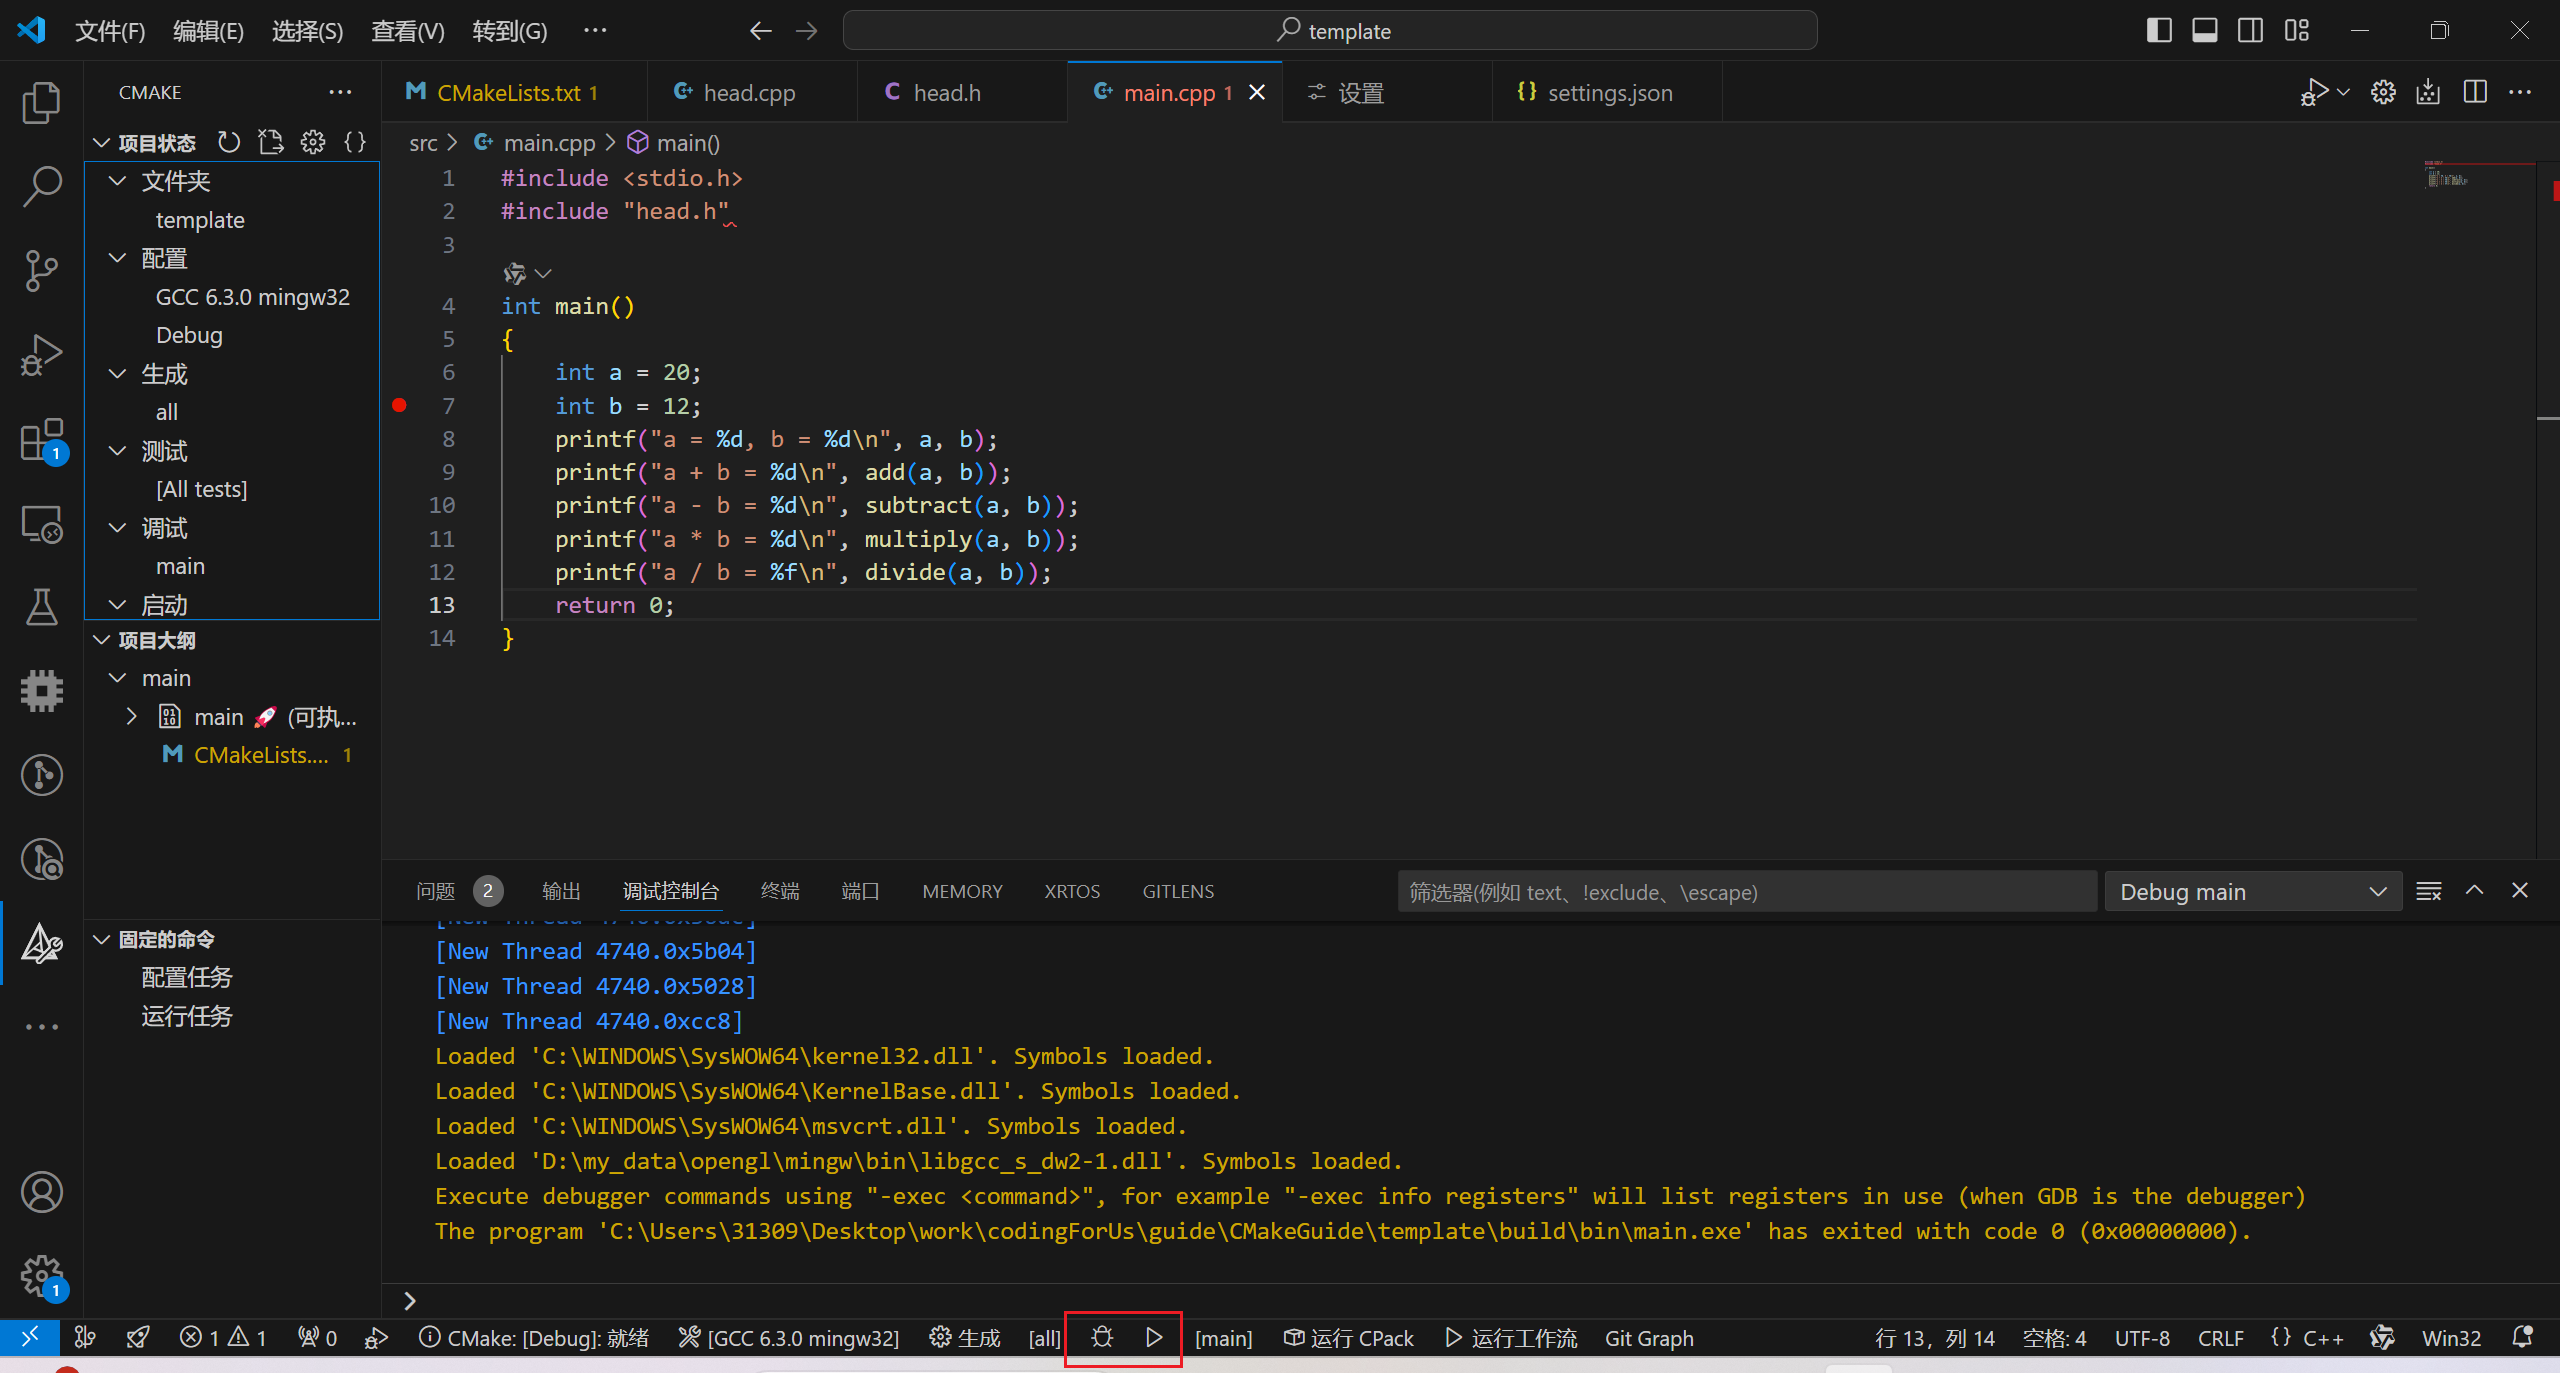 文件(F) 编辑(E) 选择(S) 查看(V) 转到(G) ··· template
CMAKE ···
项目状态 {}
文件夹
template
配置
GCC 6.3.0 mingw32
Debug
生成
all
测试
[All tests]
调试
main
启动
项目大纲
main
main 🚀 (可执...
CMakeLists.... 1
固定的命令
配置任务
运行任务
1
1
CMakeLists.txt 1 head.cpp head.h main.cpp 1 设置 settings.json
src > main.cpp > main()
1 #include <stdio.h>
2 #include "head.h"
3
4 int main()
5 {
6 int a = 20;
7 int b = 12;
8 printf("a = %d, b = %d\n", a, b);
9 printf("a + b = %d\n", add(a, b));
10 printf("a - b = %d\n", subtract(a, b));
11 printf("a * b = %d\n", multiply(a, b));
12 printf("a / b = %f\n", divide(a, b));
13 return 0;
14 }
问题 2 输出 调试控制台 终端 端口 MEMORY XRTOS GITLENS 筛选器(例如 text、!exclude、\escape) Debug main
[New Thread 4740.0x5b04]
[New Thread 4740.0x5028]
[New Thread 4740.0xcc8]
Loaded 'C:\WINDOWS\SysWOW64\kernel32.dll'. Symbols loaded.
Loaded 'C:\WINDOWS\SysWOW64\KernelBase.dll'. Symbols loaded.
Loaded 'C:\WINDOWS\SysWOW64\msvcrt.dll'. Symbols loaded.
Loaded 'D:\my_data\opengl\mingw\bin\libgcc_s_dw2-1.dll'. Symbols loaded.
Execute debugger commands using "-exec <command>", for example "-exec info registers" will list registers in use (when GDB is the debugger)
The program 'C:\Users\31309\Desktop\work\codingForUs\guide\CMakeGuide\template\build\bin\main.exe' has exited with code 0 (0x00000000).
>
1 1 0 CMake: [Debug]: 就绪 [GCC 6.3.0 mingw32] 生成 [all] [main] 运行 CPack 运行工作流 Git Graph 行 13，列 14 空格: 4 UTF-8 CRLF {} C++ Win32